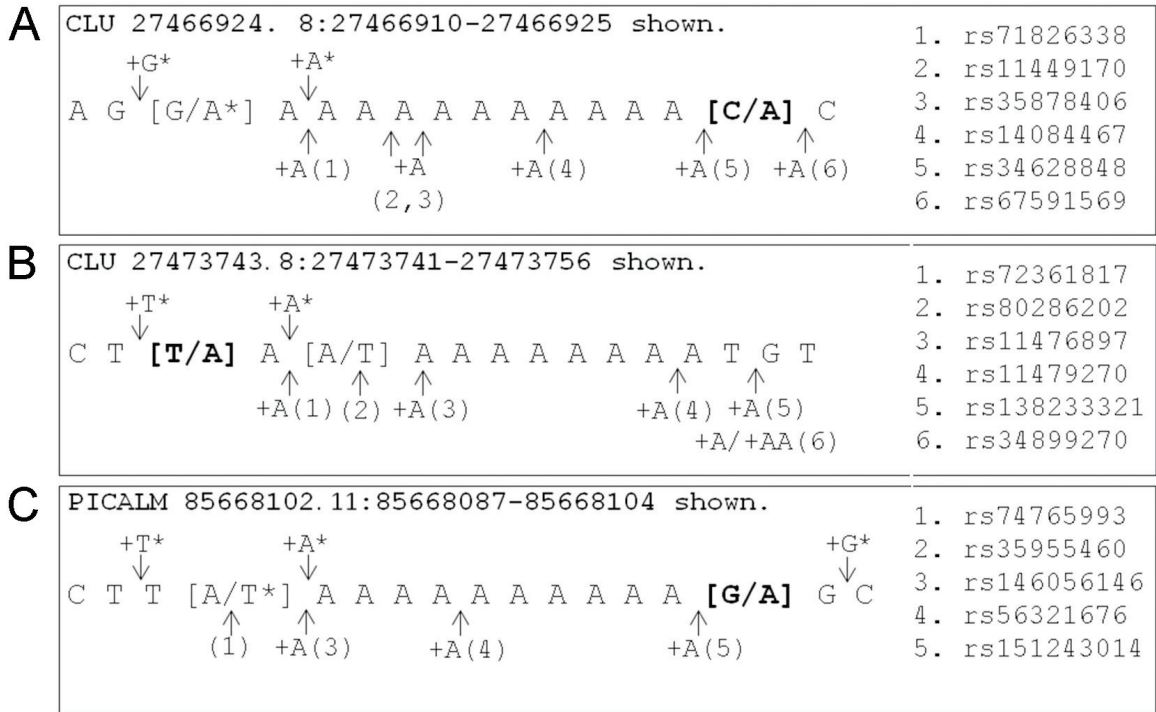 A
CLU 27466924. 8:27466910-27466925 shown.
+G* +A*
A G [G/A*] A A A A A A A A A A A [C/A] C
+A(1) +A +A(4) +A(5) +A(6)
(2,3)
1. rs71826338
2. rs11449170
3. rs35878406
4. rs14084467
5. rs34628848
6. rs67591569
B
CLU 27473743. 8:27473741-27473756 shown.
+T* +A*
C T [T/A] A [A/T] A A A A A A A A T G T
+A(1) (2) +A(3) +A(4) +A(5)
+A/+AA(6)
1. rs72361817
2. rs80286202
3. rs11476897
4. rs11479270
5. rs138233321
6. rs34899270
C
PICALM 85668102. 11:85668087-85668104 shown.
+T* +A* +G*
C T T [A/T*] A A A A A A A A A A [G/A] G C
(1) +A(3) +A(4) +A(5)
1. rs74765993
2. rs35955460
3. rs146056146
4. rs56321676
5. rs151243014